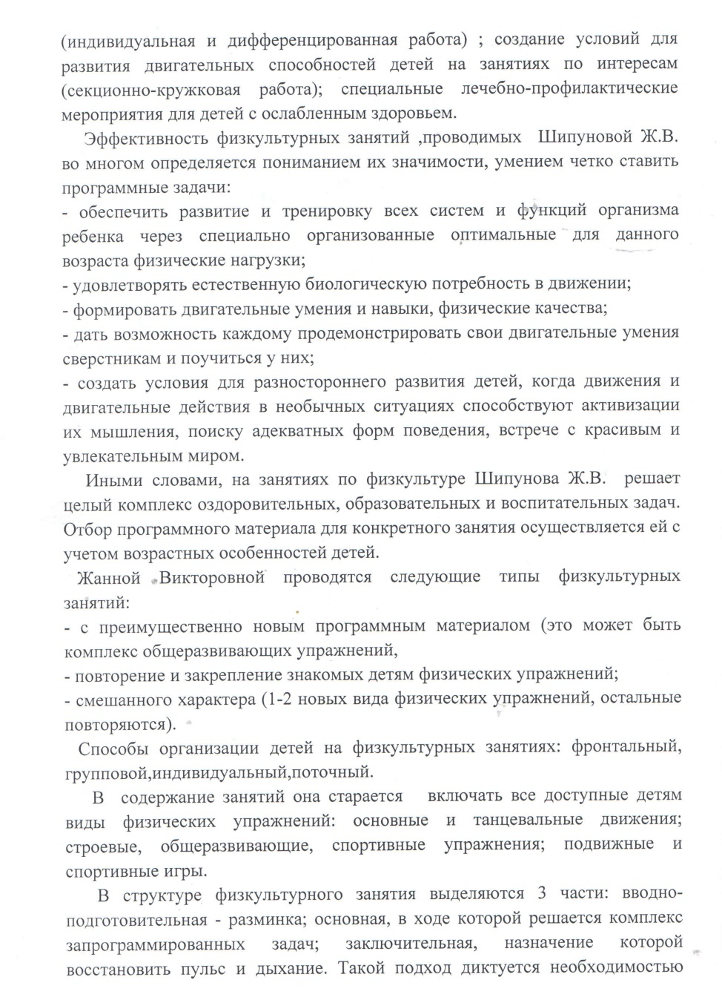 (индивидуальная и дифференцированная работа) ; создание условий для
развития двигательных способностей детей на занятиях по интересам
(секционно-кружковая работа); специальные лечебно-профилактические
мероприятия для детей с ослабленным здоровьем.
Эффективность физкультурных занятий ,проводимых Шипуновой Ж.В.
во многом определяется пониманием их значимости, умением четко ставить
программные задачи:
- обеспечить развитие и тренировку всех систем и функций организма
ребенка через специально организованные оптимальные для данного
возраста физические нагрузки;
- удовлетворять естественную биологическую потребность в движении;
- формировать двигательные умения и навыки, физические качества;
- дать возможность каждому продемонстрировать свои двигательные умения
сверстникам и поучиться у них;
- создать условия для разностороннего развития детей, когда движения и
двигательные действия в необычных ситуациях способствуют активизации
их мышления, поиску адекватных форм поведения, встрече с красивым и
увлекательным миром.
Иными словами, на занятиях по физкультуре Шипунова Ж.В. решает
целый комплекс оздоровительных, образовательных и воспитательных задач.
Отбор программного материала для конкретного занятия осуществляется ей с
учетом возрастных особенностей детей.
Жанной Викторовной проводятся следующие типы физкультурных
занятий:
- с преимущественно новым программным материалом (это может быть
комплекс общеразвивающих упражнений,
- повторение и закрепление знакомых детям физических упражнений;
- смешанного характера (1-2 новых вида физических упражнений, остальные
повторяются).
Способы организации детей на физкультурных занятиях: фронтальный,
групповой,индивидуальный,поточный.
В содержание занятий она старается включать все доступные детям
виды физических упражнений: основные и танцевальные движения;
строевые, общеразвивающие, спортивные упражнения; подвижные и
спортивные игры.
В структуре физкультурного занятия выделяются 3 части: вводно-
подготовительная - разминка; основная, в ходе которой решается комплекс
запрограммированных задач; заключительная, назначение которой
восстановить пульс и дыхание. Такой подход диктуется необходимостью